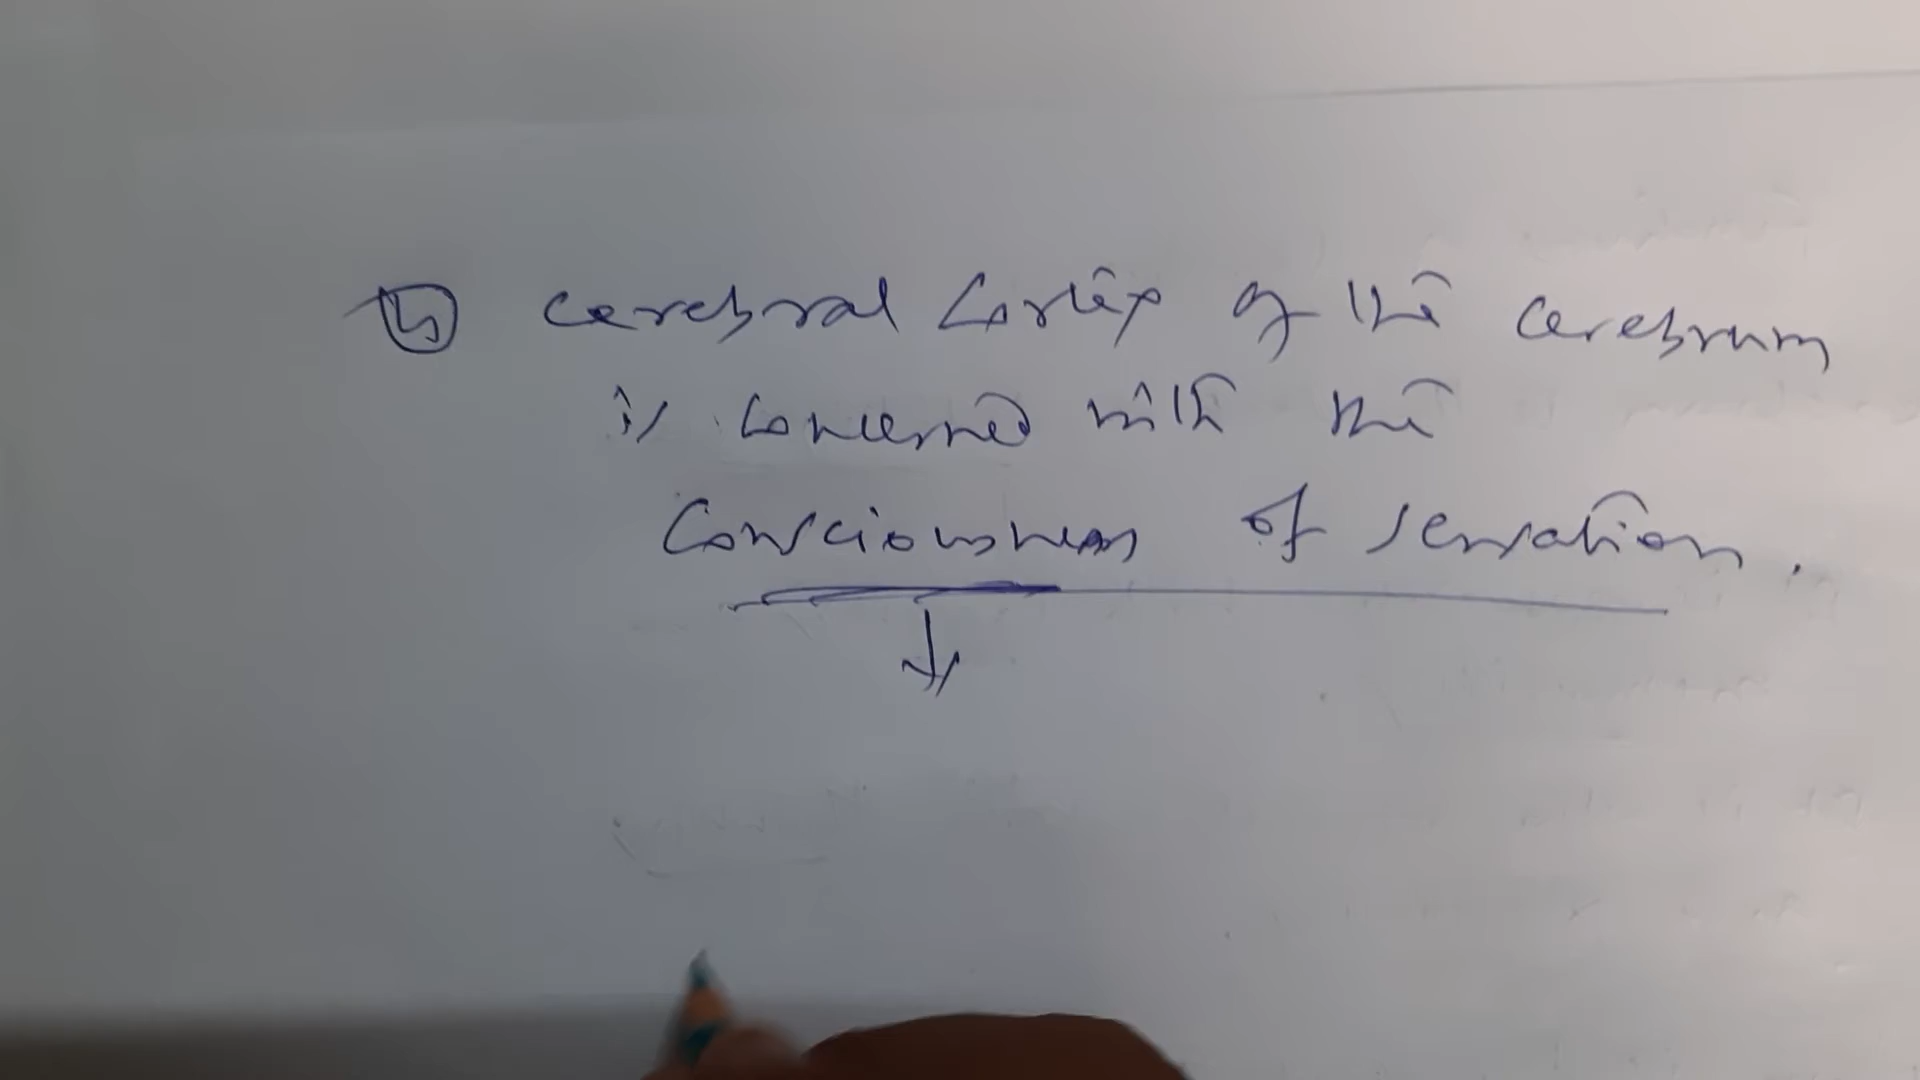 b) Cerebral Cortex of the cerebrum
is concerned with the
Consciousness of sensation.